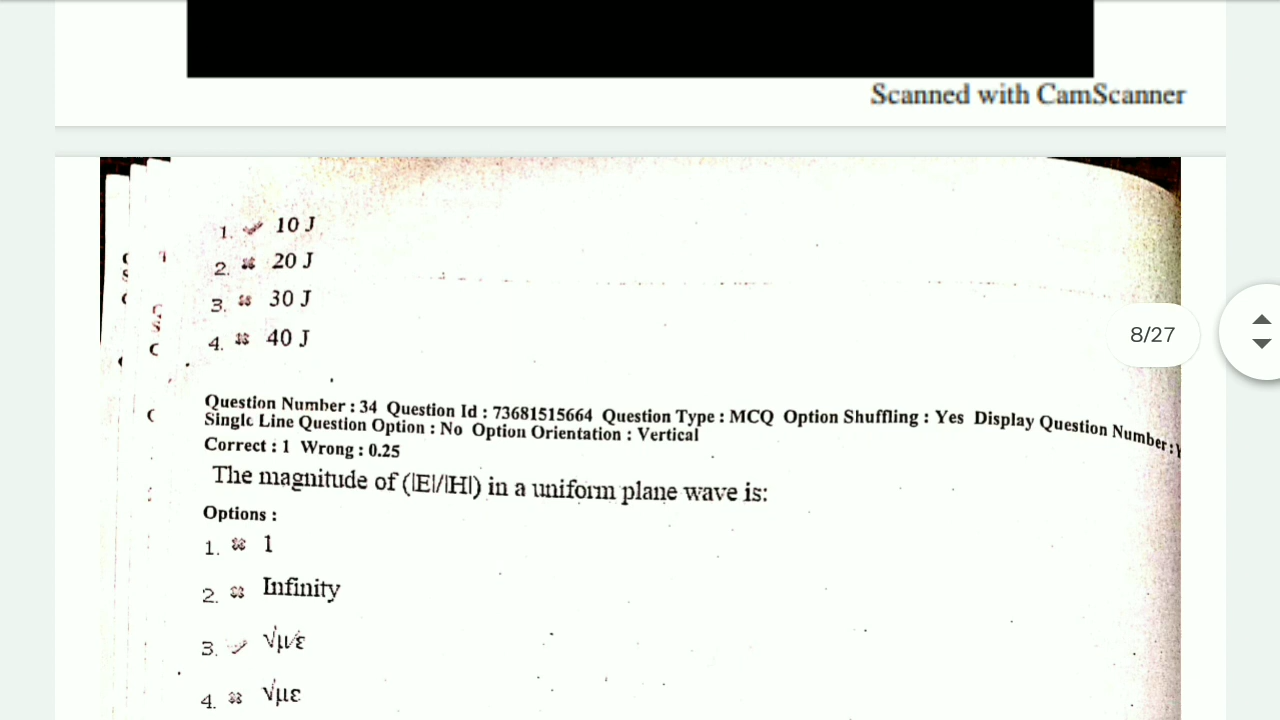 Scanned with CamScanner
1. 10 J
2. 20 J
3. 30 J
4. 40 J
8/27
Question Number : 34 Question Id : 73681515664 Question Type : MCQ Option Shuffling : Yes Display Question Number :
Single Line Question Option : No Option Orientation : Vertical
Correct : 1 Wrong : 0.25
The magnitude of (|E|/|H|) in a uniform plane wave is:
Options :
1. 1
2. Infinity
3. √μ/ε
4. √με